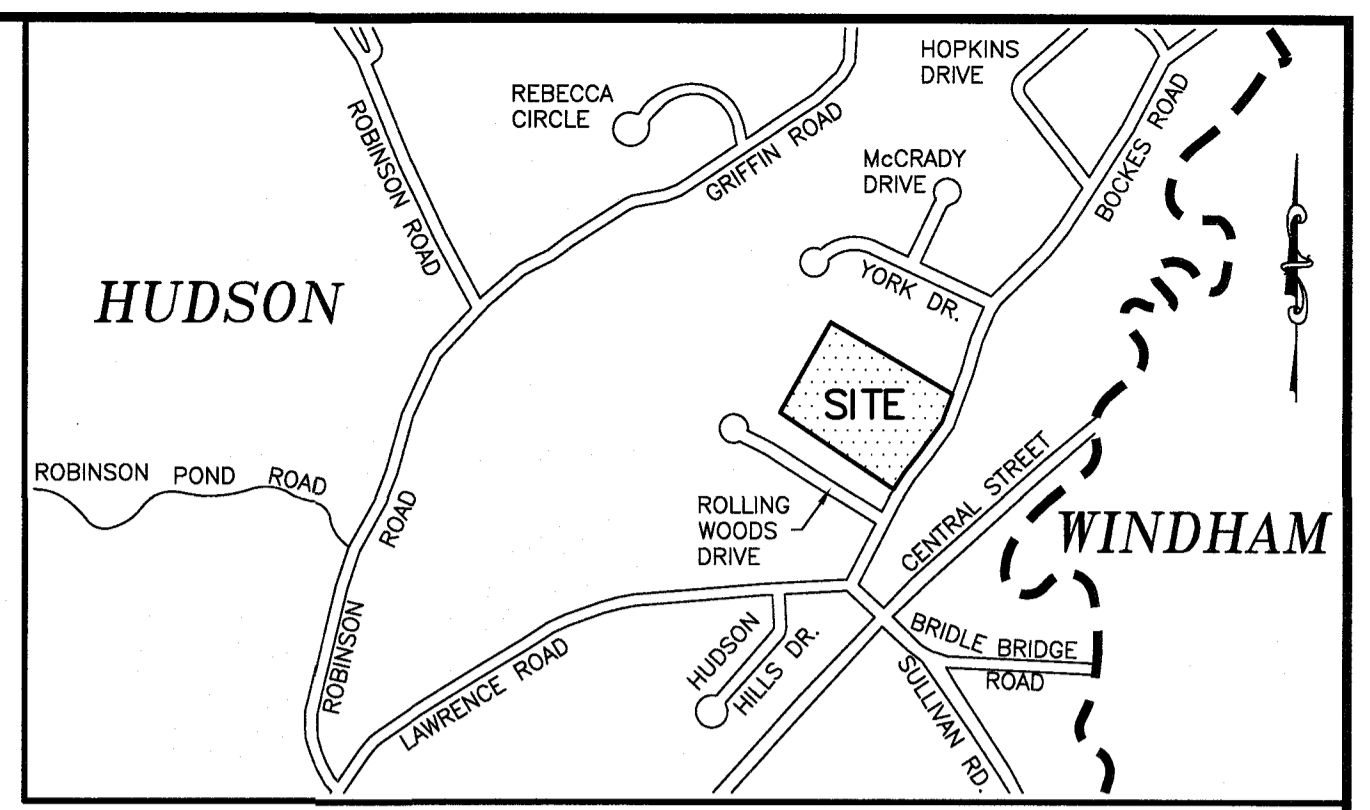 HOPKINS
DRIVE
REBECCA
CIRCLE
ROBINSON ROAD
GRIFFIN ROAD
McCRADY
DRIVE
BOCKES ROAD
YORK DR.
HUDSON
SITE
ROBINSON POND ROAD
ROLLING
WOODS
DRIVE
CENTRAL STREET
WINDHAM
ROBINSON ROAD
LAWRENCE ROAD
HUDSON
HILLS DR.
BRIDLE BRIDGE
ROAD
SULLIVAN RD.